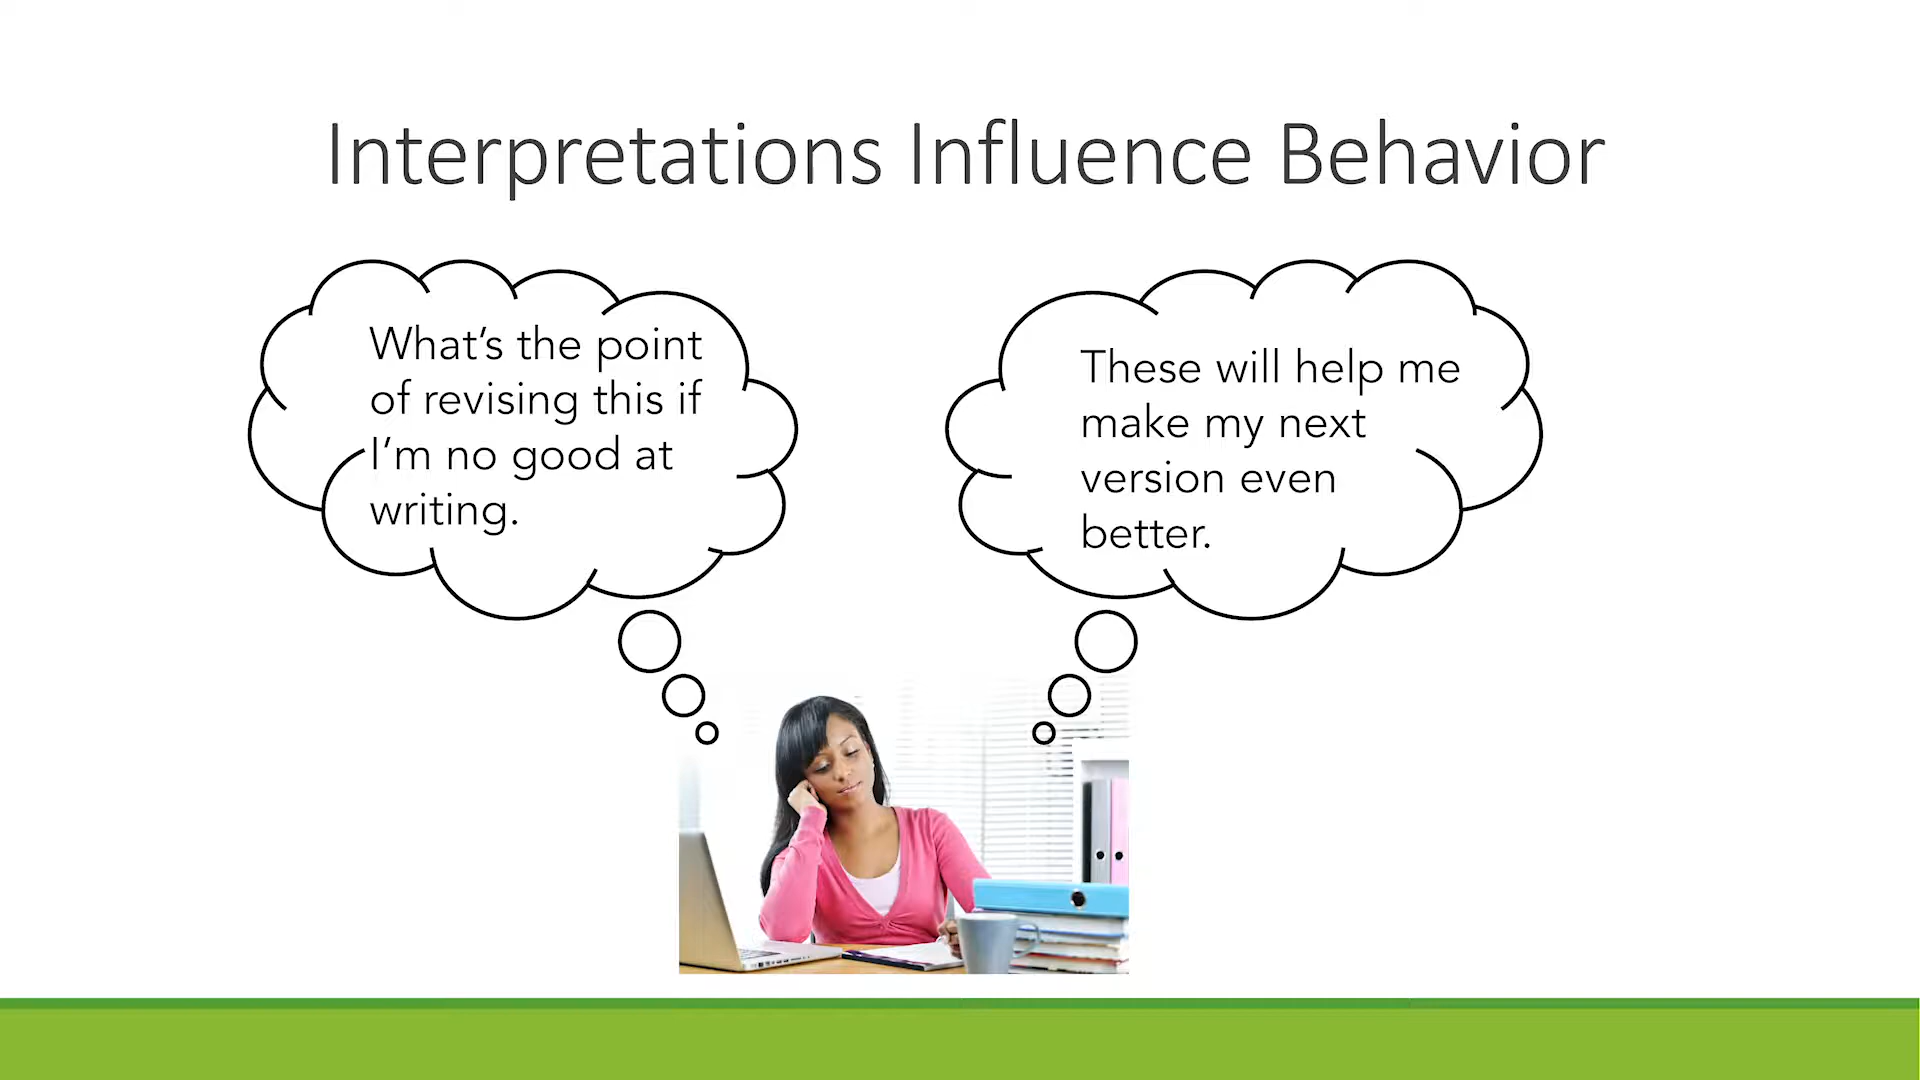 Interpretations Influence Behavior
What’s the point
of revising this if
I’m no good at
writing.
These will help me
make my next
version even
better.